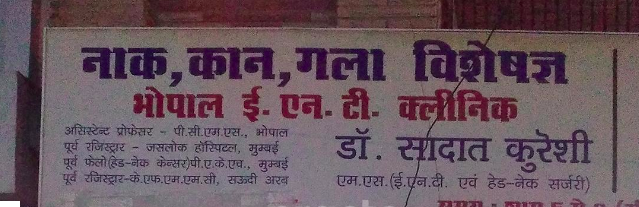 नाक, कान, गला विशेषज्ञ
भोपाल ई. एन. टी. क्लीनिक
असिस्टेन्ट प्रोफेसर - पी.सी.एम.एस., भोपाल
पूर्व रजिस्ट्रार - जसलोक हॉस्पिटल, मुम्बई
पूर्व फेलो (हेड-नेक केन्सर) पी.ए.के.एच., मुम्बई
पूर्व रजिस्ट्रार-के.एफ.एम.एम.सी, सऊदी अरब
डॉ. सादात कुरेशी
एम.एस.(ई.एन.टी. एवं हेड-नेक सर्जरी)